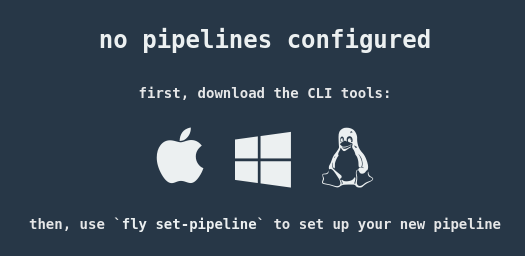 no pipelines configured
first, download the CLI tools:
then, use `fly set-pipeline` to set up your new pipeline